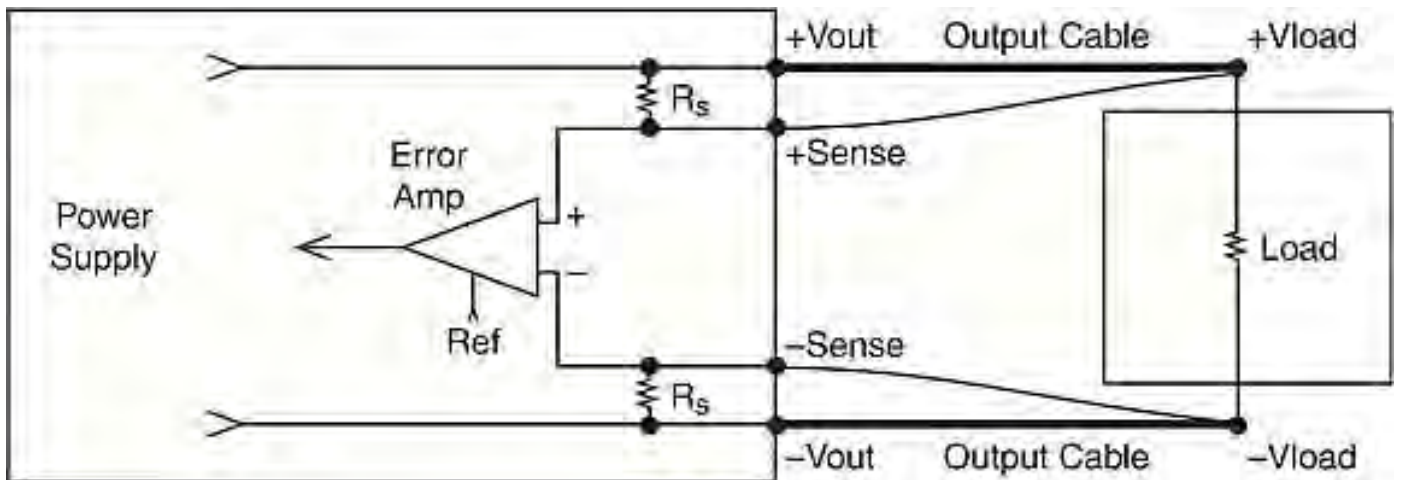 +Vout
Output Cable
+Vload
Rs
+Sense
Error
Amp
+
Power
Supply
−
Load
Ref
−Sense
Rs
−Vout
Output Cable
−Vload